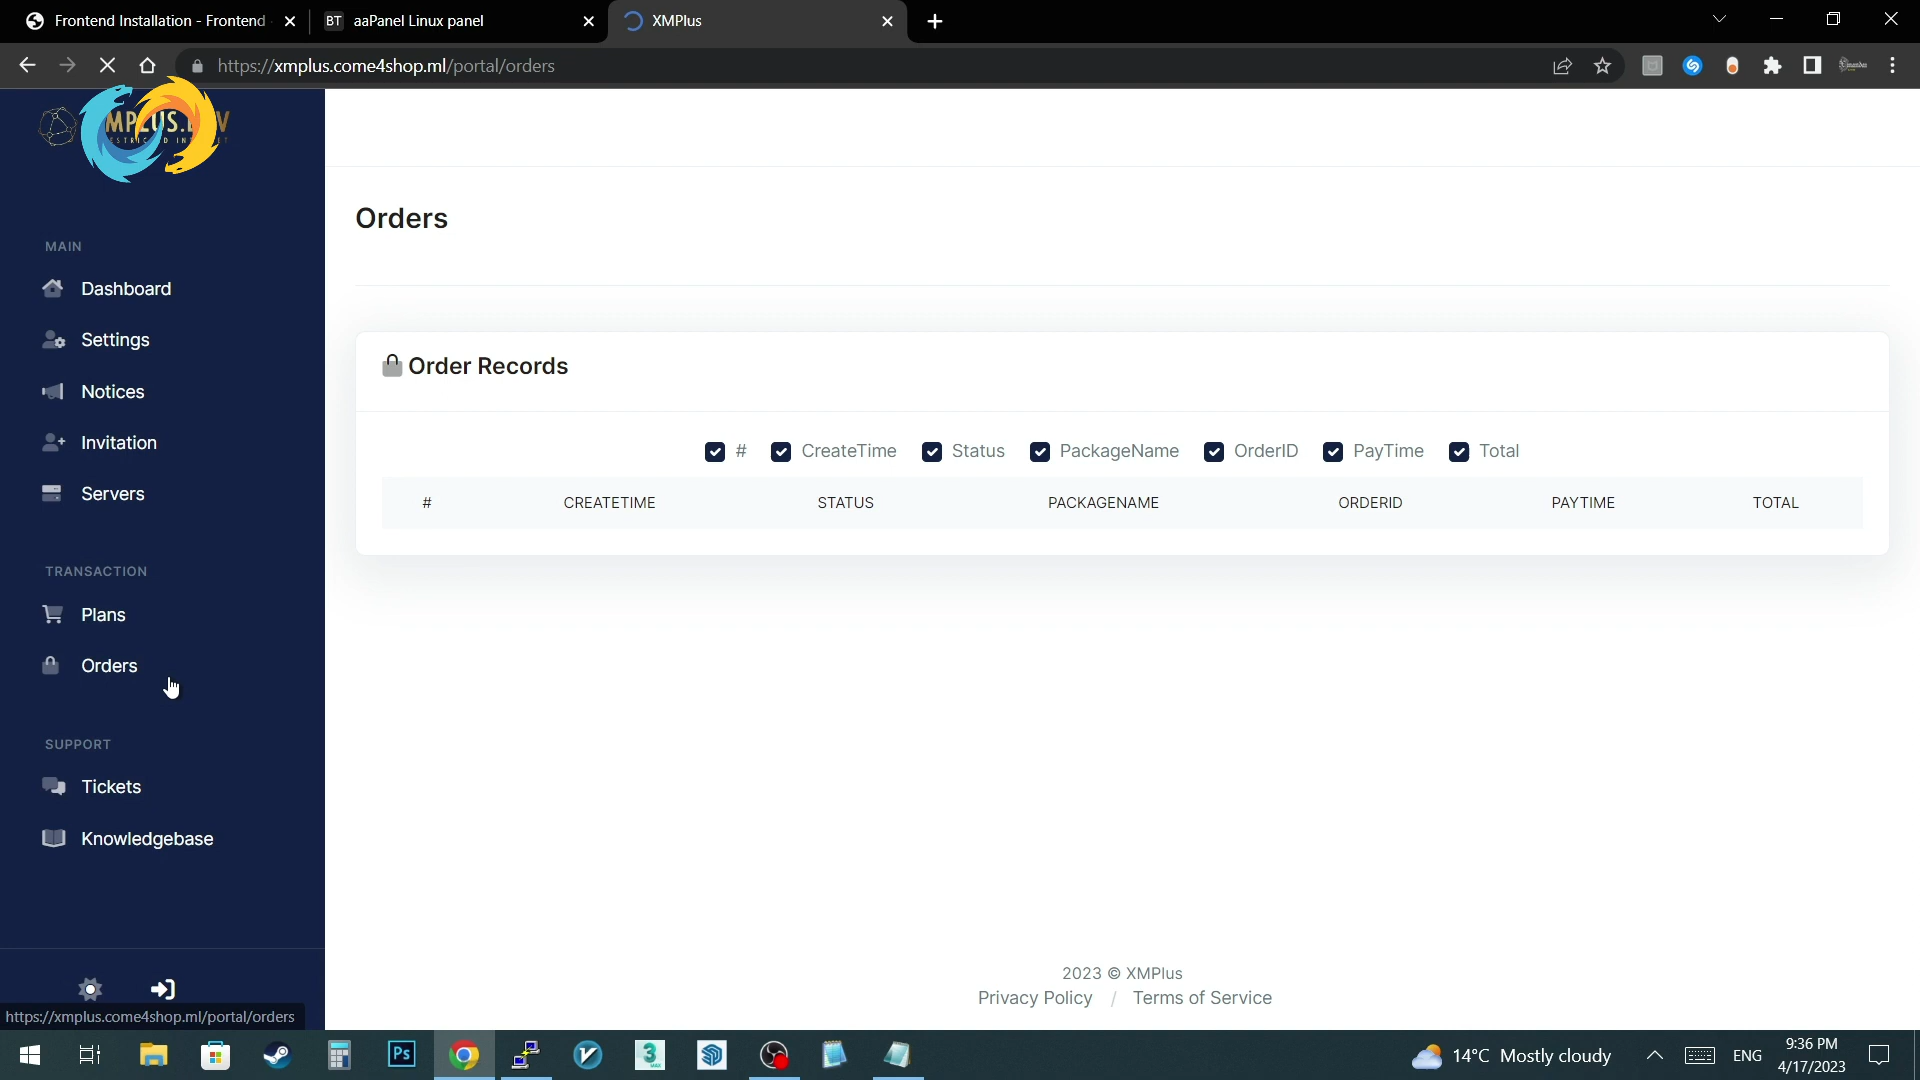 Frontend Installation - Frontend
BT aaPanel Linux panel
XMPlus
https://xmplus.come4shop.ml/portal/orders
MAIN
Dashboard
Settings
Notices
Invitation
Servers
TRANSACTION
Plans
Orders
SUPPORT
Tickets
Knowledgebase
https://xmplus.come4shop.ml/portal/orders
Orders
Order Records
# CreateTime Status PackageName OrderID PayTime Total
# CREATETIME STATUS PACKAGENAME ORDERID PAYTIME TOTAL
2023 © XMPlus
Privacy Policy / Terms of Service
Ps
3
14°C Mostly cloudy
ENG
9:36 PM
4/17/2023